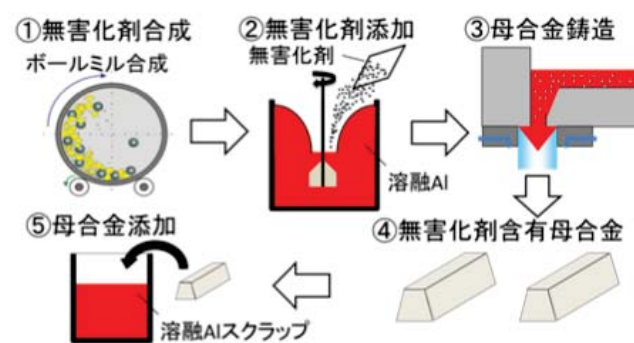 ①無害化剤合成
ボールミル合成
②無害化剤添加
無害化剤
溶融Al
③母合金鋳造
④無害化剤含有母合金
⑤母合金添加
溶融Alスクラップ